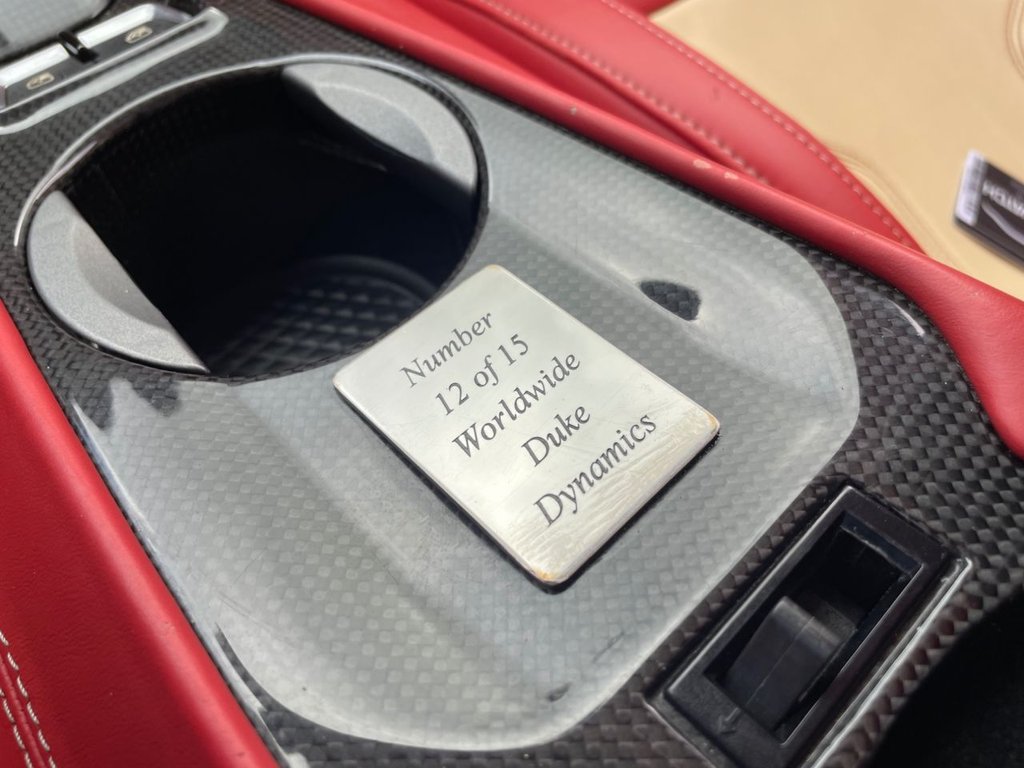 Number
12 of 15
Worldwide
Duke
Dynamics